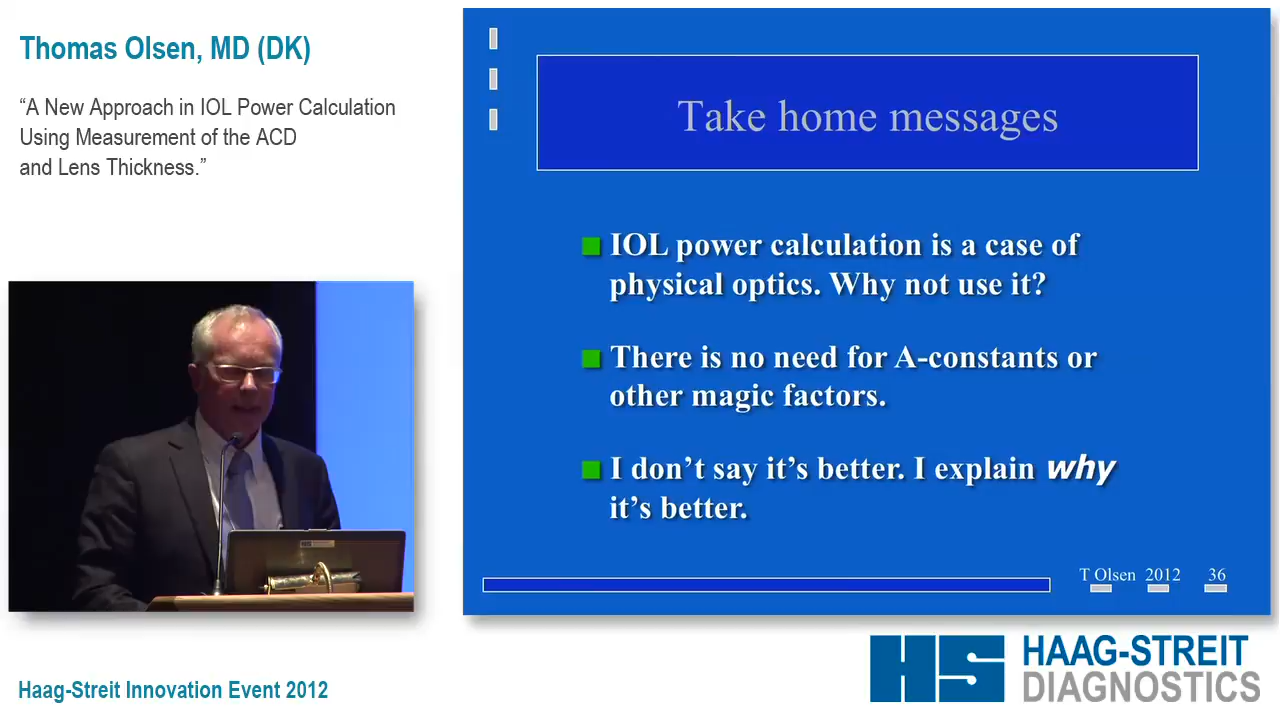 Thomas Olsen, MD (DK)
“A New Approach in IOL Power Calculation
Using Measurement of the ACD
and Lens Thickness.”
Take home messages
IOL power calculation is a case of
physical optics. Why not use it?
There is no need for A-constants or
other magic factors.
I don’t say it’s better. I explain why
it’s better.
T Olsen 2012 36
Haag-Streit Innovation Event 2012
HS HAAG-STREIT
DIAGNOSTICS